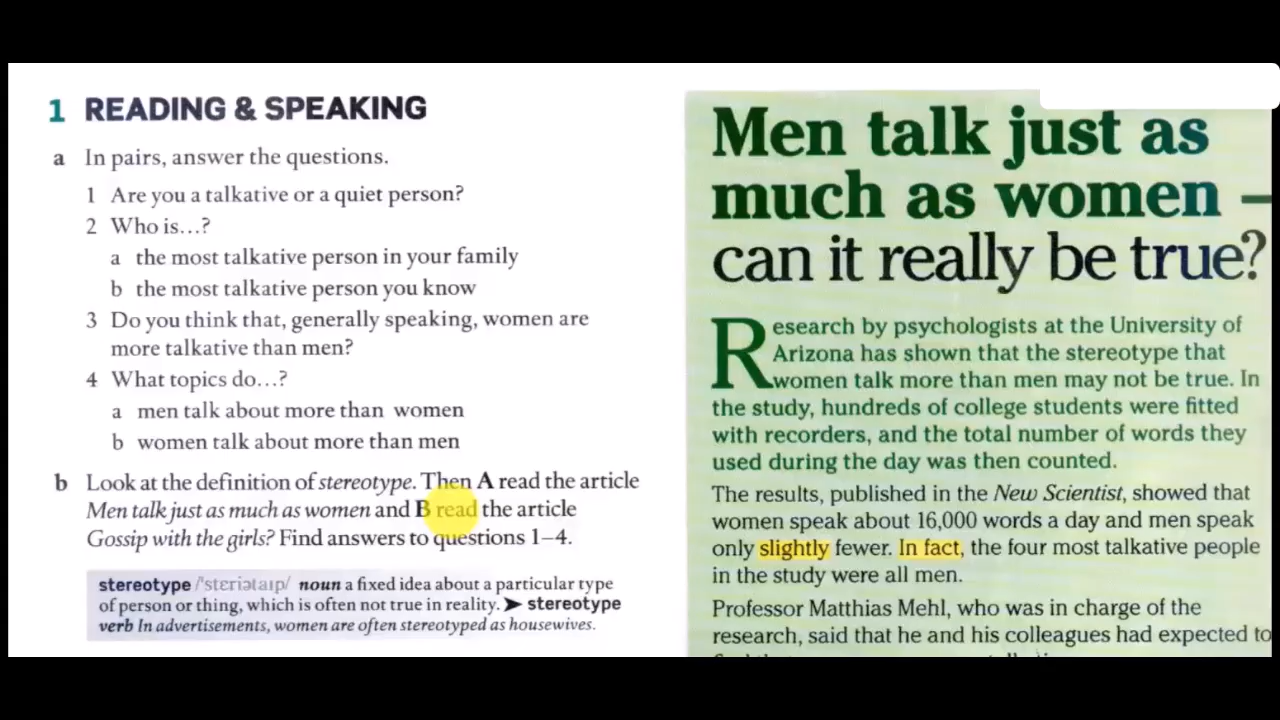 1 READING & SPEAKING
a In pairs, answer the questions.
1 Are you a talkative or a quiet person?
2 Who is…?
a the most talkative person in your family
b the most talkative person you know
3 Do you think that, generally speaking, women are
more talkative than men?
4 What topics do…?
a men talk about more than women
b women talk about more than men
b Look at the definition of stereotype. Then A read the article
Men talk just as much as women and B read the article
Gossip with the girls? Find answers to questions 1–4.
stereotype /ˈsteriətaɪp/ noun a fixed idea about a particular type
of person or thing, which is often not true in reality. ➤ stereotype
verb In advertisements, women are often stereotyped as housewives.
Men talk just as
much as women –
can it really be true?
Research by psychologists at the University of
Arizona has shown that the stereotype that
women talk more than men may not be true. In
the study, hundreds of college students were fitted
with recorders, and the total number of words they
used during the day was then counted.
The results, published in the New Scientist, showed that
women speak about 16,000 words a day and men speak
only slightly fewer. In fact, the four most talkative people
in the study were all men.
Professor Matthias Mehl, who was in charge of the
research, said that he and his colleagues had expected to